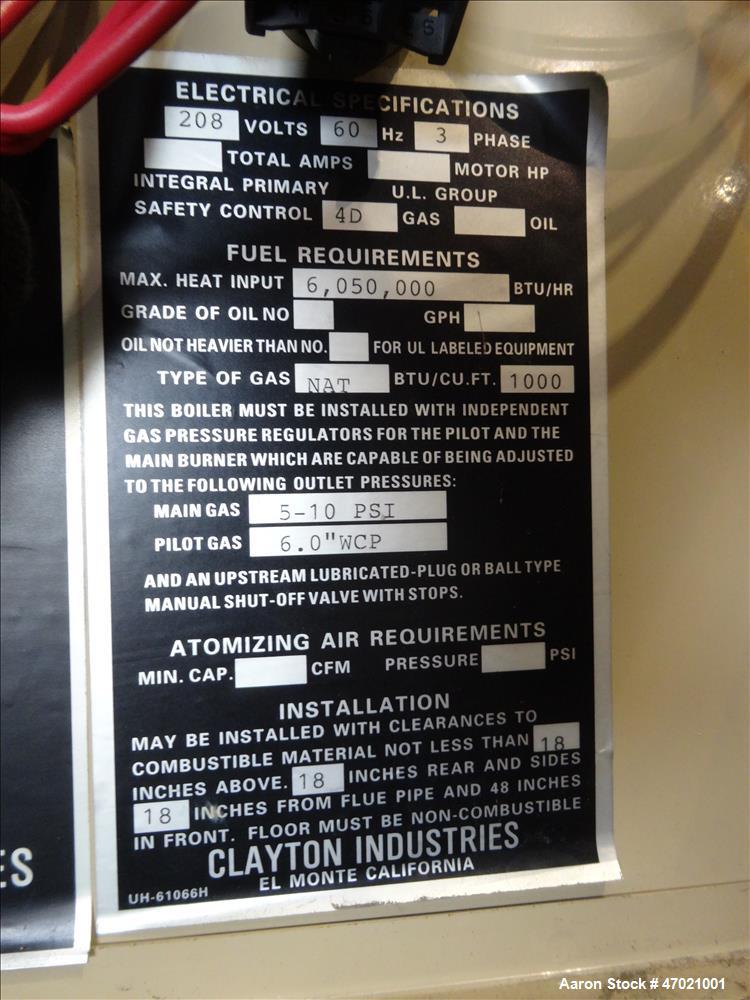 ELECTRICAL SPECIFICATIONS
208 VOLTS 60 Hz 3 PHASE
TOTAL AMPS MOTOR HP
INTEGRAL PRIMARY U.L. GROUP
SAFETY CONTROL 4D GAS OIL
FUEL REQUIREMENTS
MAX. HEAT INPUT 6,050,000 BTU/HR
GRADE OF OIL NO GPH
OIL NOT HEAVIER THAN NO. FOR UL LABELED EQUIPMENT
TYPE OF GAS NAT BTU/CU.FT. 1000
THIS BOILER MUST BE INSTALLED WITH INDEPENDENT
GAS PRESSURE REGULATORS FOR THE PILOT AND THE
MAIN BURNER WHICH ARE CAPABLE OF BEING ADJUSTED
TO THE FOLLOWING OUTLET PRESSURES:
MAIN GAS 5-10 PSI
PILOT GAS 6.0"WCP
AND AN UPSTREAM LUBRICATED-PLUG OR BALL TYPE
MANUAL SHUT-OFF VALVE WITH STOPS.
ATOMIZING AIR REQUIREMENTS
MIN. CAP. CFM PRESSURE PSI
INSTALLATION
MAY BE INSTALLED WITH CLEARANCES TO
COMBUSTIBLE MATERIAL NOT LESS THAN 18
INCHES ABOVE. 18 INCHES REAR AND SIDES
18 INCHES FROM FLUE PIPE AND 48 INCHES
IN FRONT. FLOOR MUST BE NON-COMBUSTIBLE
CLAYTON INDUSTRIES
EL MONTE CALIFORNIA
UH-61066H
ES
Aaron Stock # 47021001